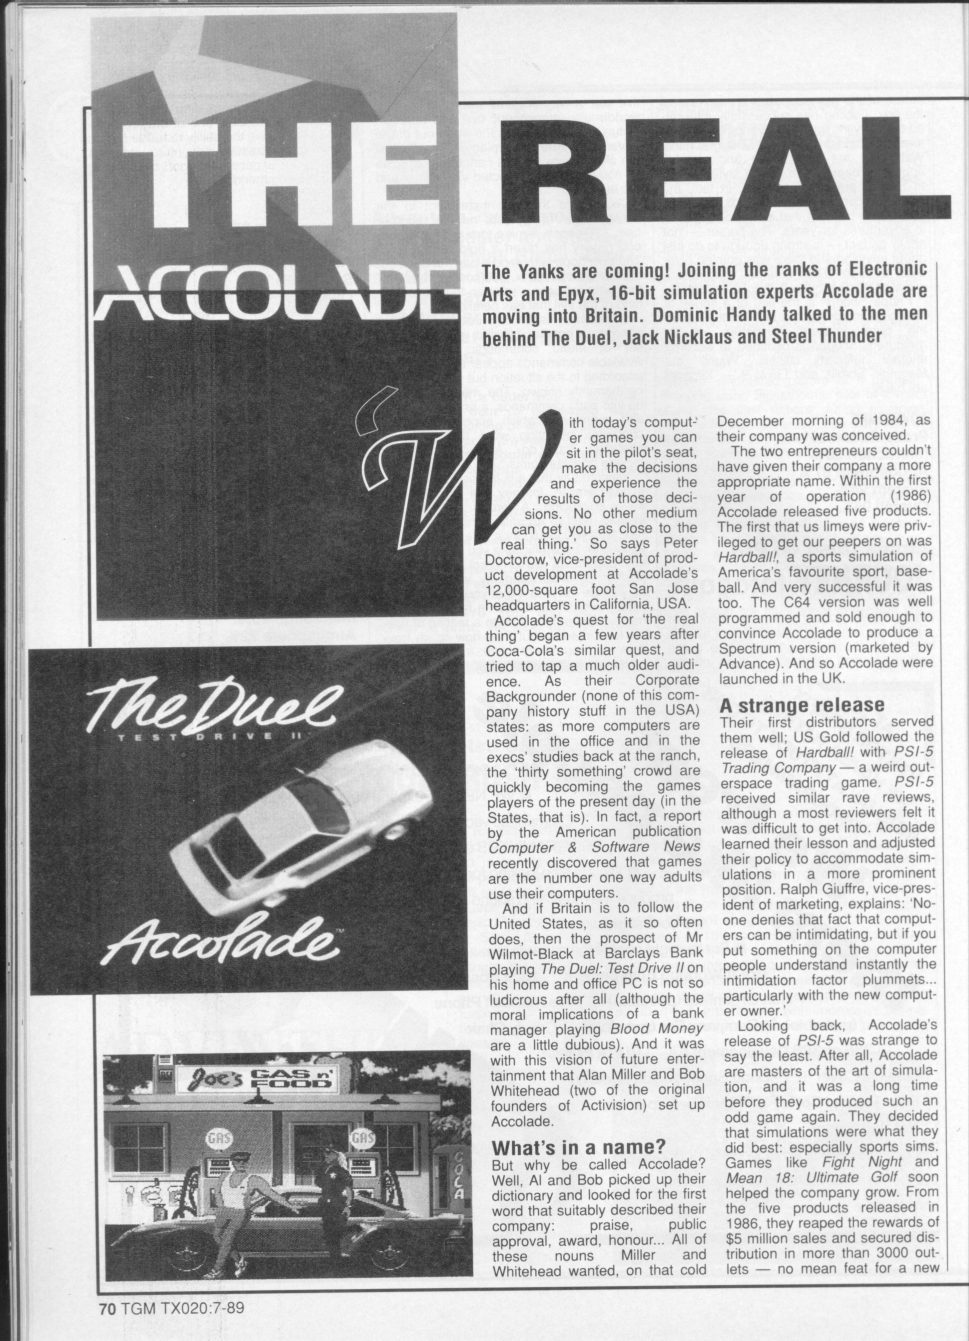 THE REAL
ACCOLADE
The Yanks are coming! Joining the ranks of Electronic
Arts and Epyx, 16-bit simulation experts Accolade are
moving into Britain. Dominic Handy talked to the men
behind The Duel, Jack Nicklaus and Steel Thunder
‘With today's comput-
er games you can
sit in the pilot's seat,
make the decisions
and experience the
results of those deci-
sions. No other medium
can get you as close to the
real thing.' So says Peter
Doctorow, vice-president of prod-
uct development at Accolade's
12,000-square foot San Jose
headquarters in California, USA.
Accolade's quest for 'the real
thing' began a few years after
Coca-Cola's similar quest, and
tried to tap a much older audi-
ence. As their Corporate
Backgrounder (none of this com-
pany history stuff in the USA)
states: as more computers are
used in the office and in the
execs' studies back at the ranch,
the 'thirty something' crowd are
quickly becoming the games
players of the present day (in the
States, that is). In fact, a report
by the American publication
Computer & Software News
recently discovered that games
are the number one way adults
use their computers.
And if Britain is to follow the
United States, as it so often
does, then the prospect of Mr
Wilmot-Black at Barclays Bank
playing The Duel: Test Drive II on
his home and office PC is not so
ludicrous after all (although the
moral implications of a bank
manager playing Blood Money
are a little dubious). And it was
with this vision of future enter-
tainment that Alan Miller and Bob
Whitehead (two of the original
founders of Activision) set up
Accolade.
What's in a name?
But why be called Accolade?
Well, Al and Bob picked up their
dictionary and looked for the first
word that suitably described their
company: praise, public
approval, award, honour... All of
these nouns Miller and
Whitehead wanted, on that cold
December morning of 1984, as
their company was conceived.
The two entrepreneurs couldn't
have given their company a more
appropriate name. Within the first
year of operation (1986)
Accolade released five products.
The first that us limeys were priv-
ileged to get our peepers on was
Hardball!, a sports simulation of
America's favourite sport, base-
ball. And very successful it was
too. The C64 version was well
programmed and sold enough to
convince Accolade to produce a
Spectrum version (marketed by
Advance). And so Accolade were
launched in the UK.
A strange release
Their first distributors served
them well; US Gold followed the
release of Hardball! with PSI-5
Trading Company — a weird out-
erspace trading game. PSI-5
received similar rave reviews,
although a most reviewers felt it
was difficult to get into. Accolade
learned their lesson and adjusted
their policy to accommodate sim-
ulations in a more prominent
position. Ralph Giuffre, vice-pres-
ident of marketing, explains: 'No-
one denies that fact that comput-
ers can be intimidating, but if you
put something on the computer
people understand instantly the
intimidation factor plummets...
particularly with the new comput-
er owner.'
Looking back, Accolade's
release of PSI-5 was strange to
say the least. After all, Accolade
are masters of the art of simula-
tion, and it was a long time
before they produced such an
odd game again. They decided
that simulations were what they
did best: especially sports sims.
Games like Fight Night and
Mean 18: Ultimate Golf soon
helped the company grow. From
the five products released in
1986, they reaped the rewards of
$5 million sales and secured dis-
tribution in more than 3000 out-
lets — no mean feat for a new
The Duel
TEST DRIVE II
Accolade™
Joe's GAS n'
FOOD
GAS
GAS
COLA
70 TGM TX020:7-89